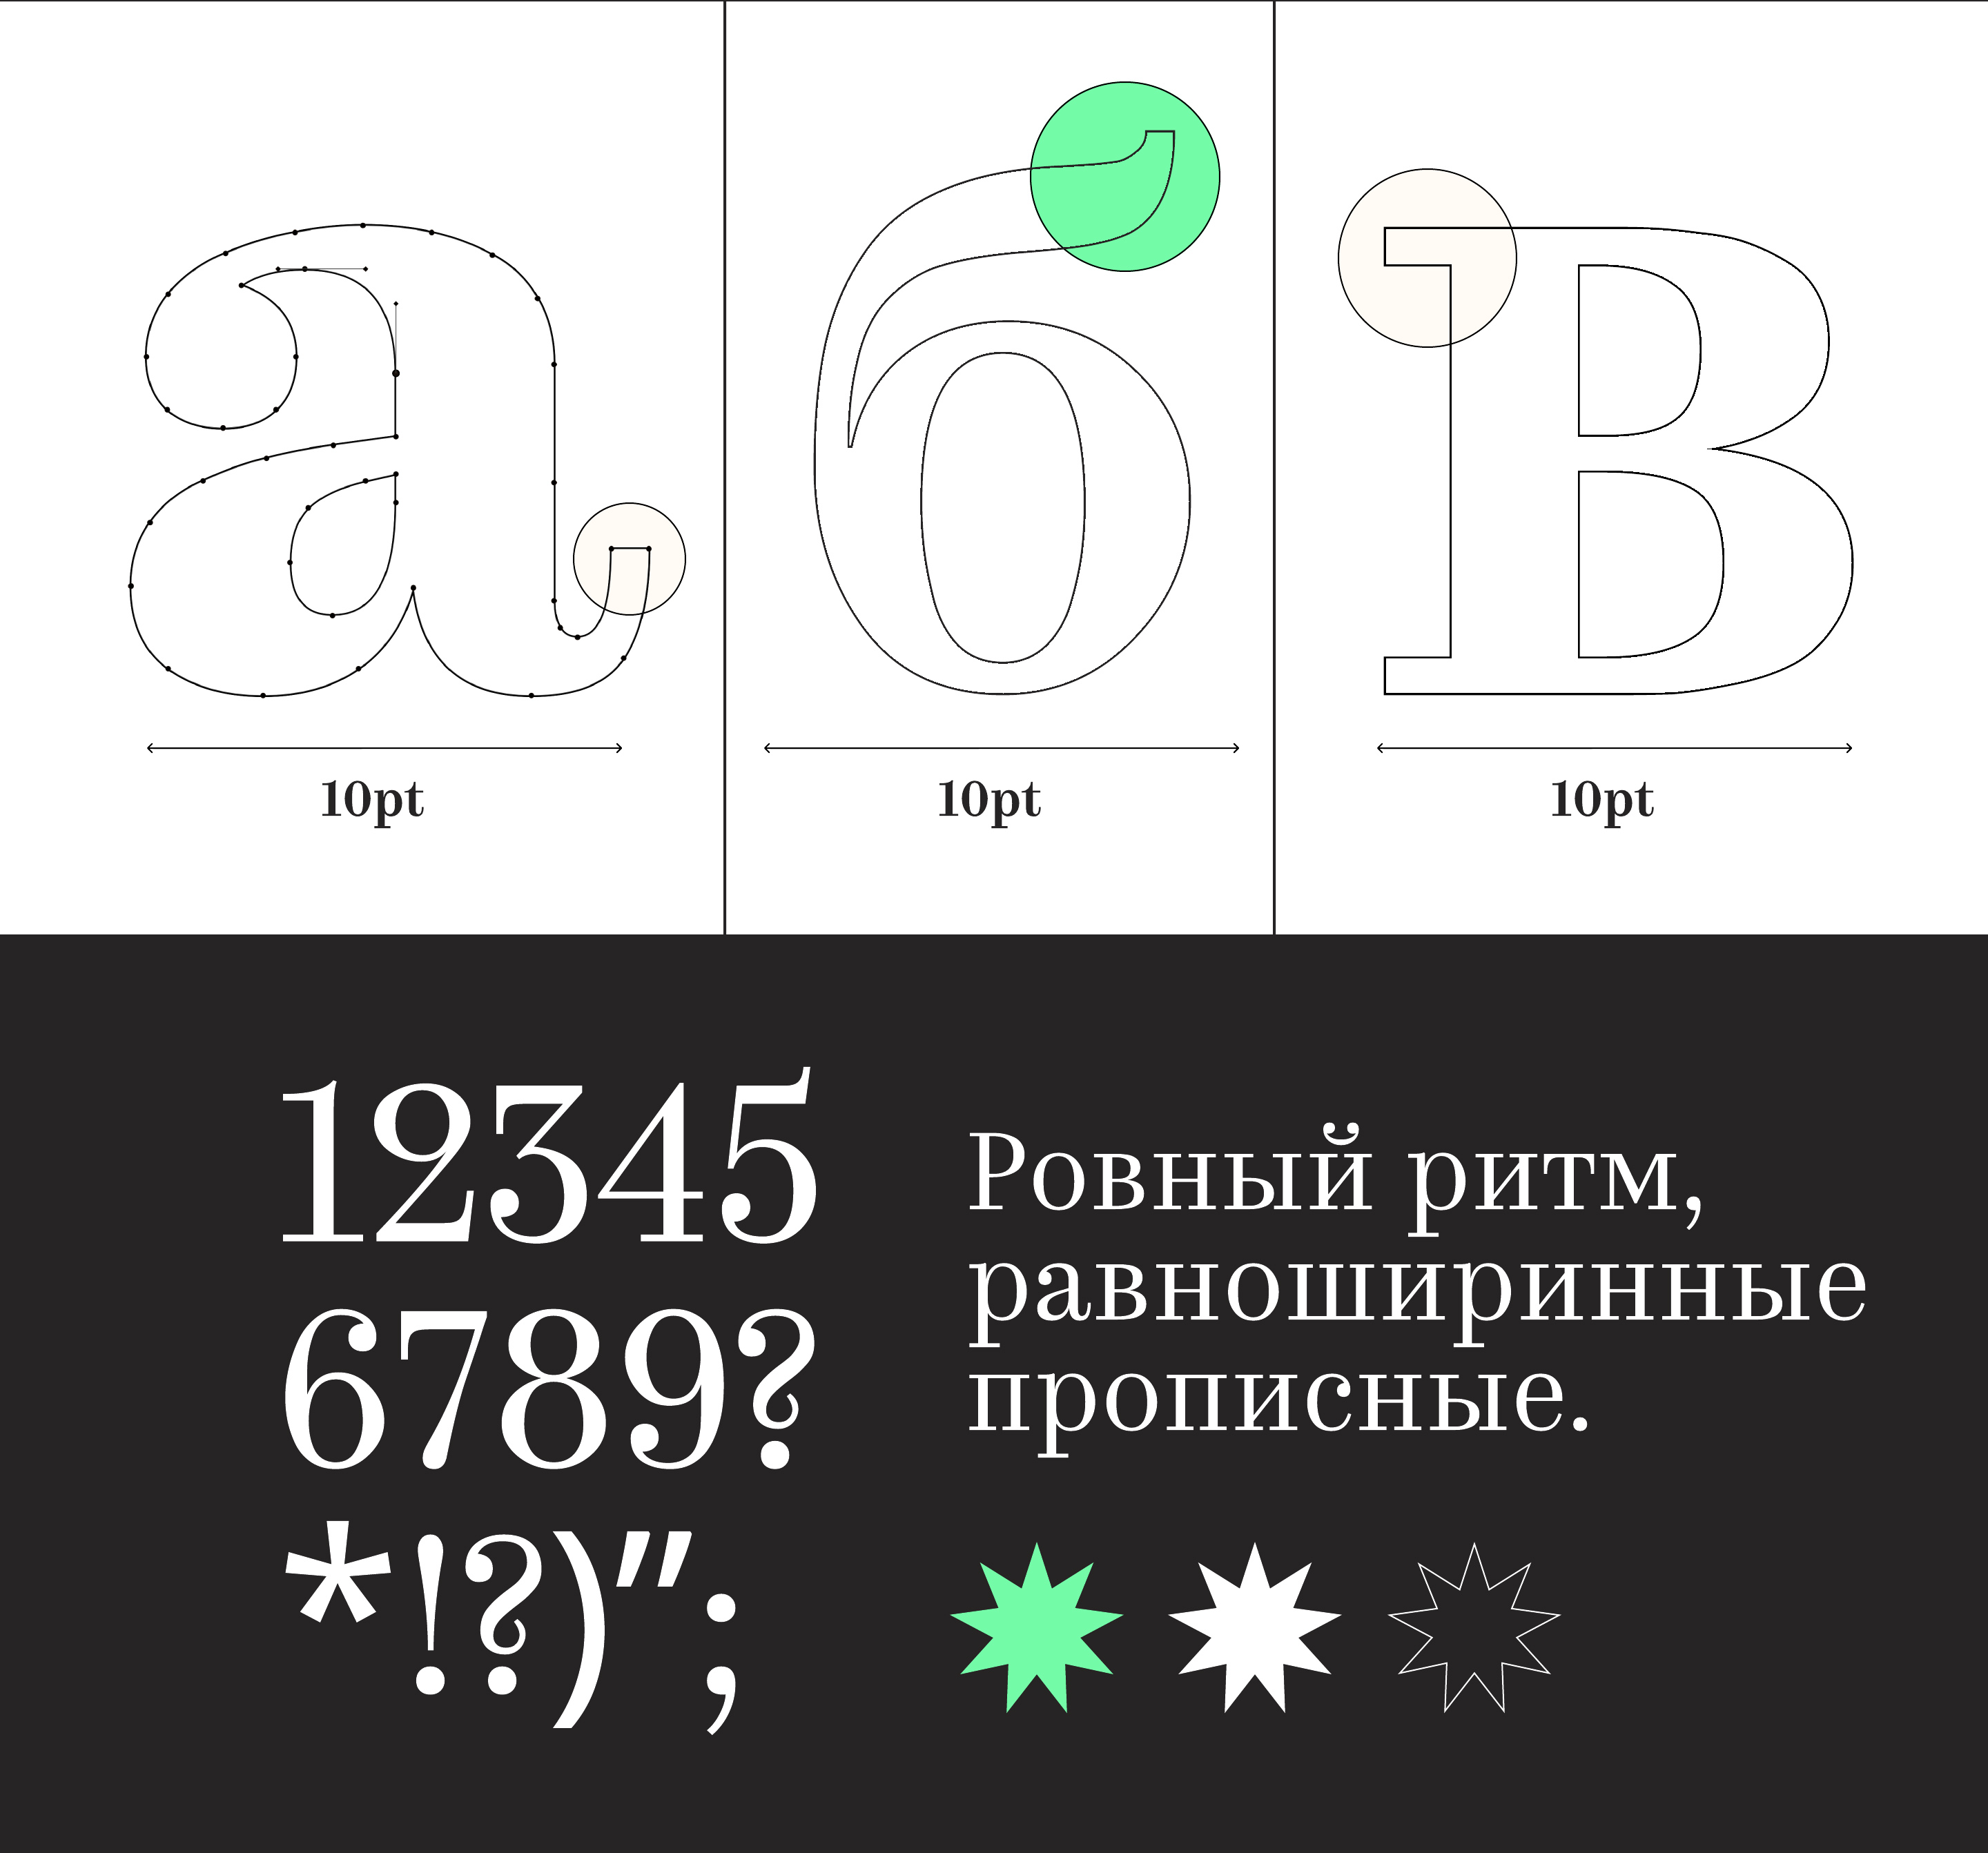 а б в
10pt 10pt 10pt
12345
6789?
*!?)";
Ровный ритм,
равноширинные
прописные.